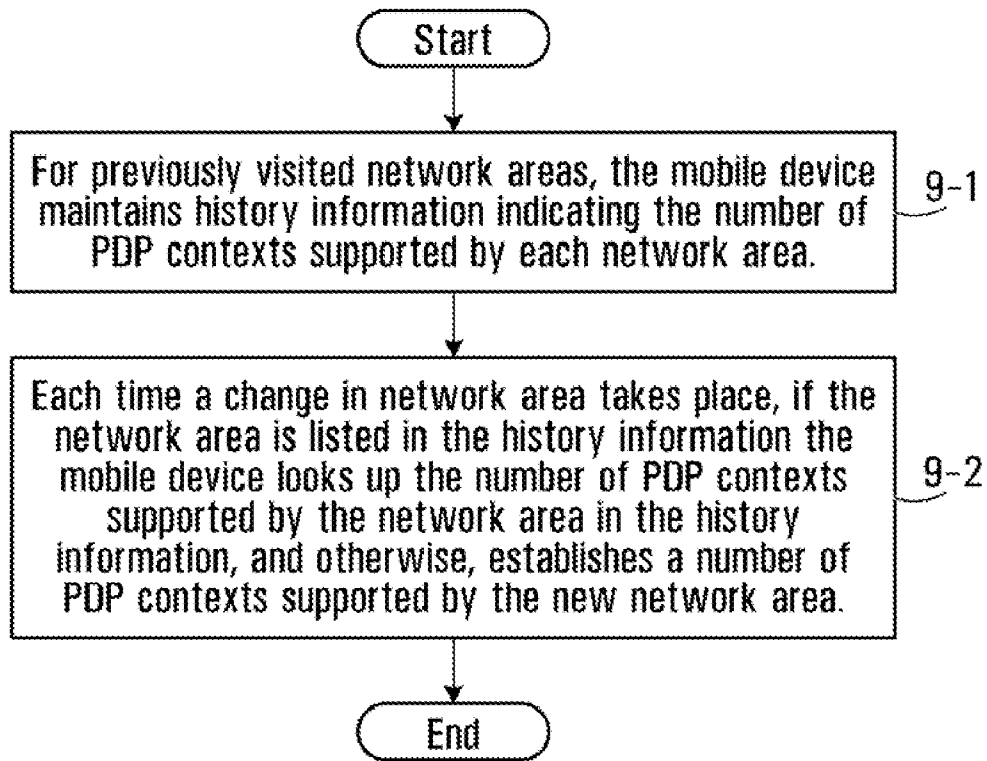 Start
For previously visited network areas, the mobile device
maintains history information indicating the number of
PDP contexts supported by each network area.
9-1
Each time a change in network area takes place, if the
network area is listed in the history information the
mobile device looks up the number of PDP contexts
supported by the network area in the history
information, and otherwise, establishes a number of
PDP contexts supported by the new network area.
9-2
End